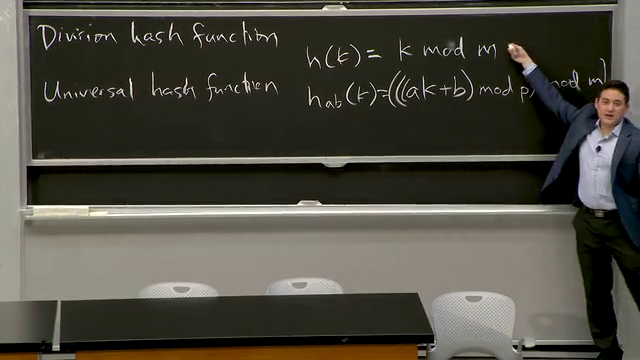 Division hash function
h(k) = k mod m
Universal hash function
hab(k)=(((ak+b) mod p) mod m)